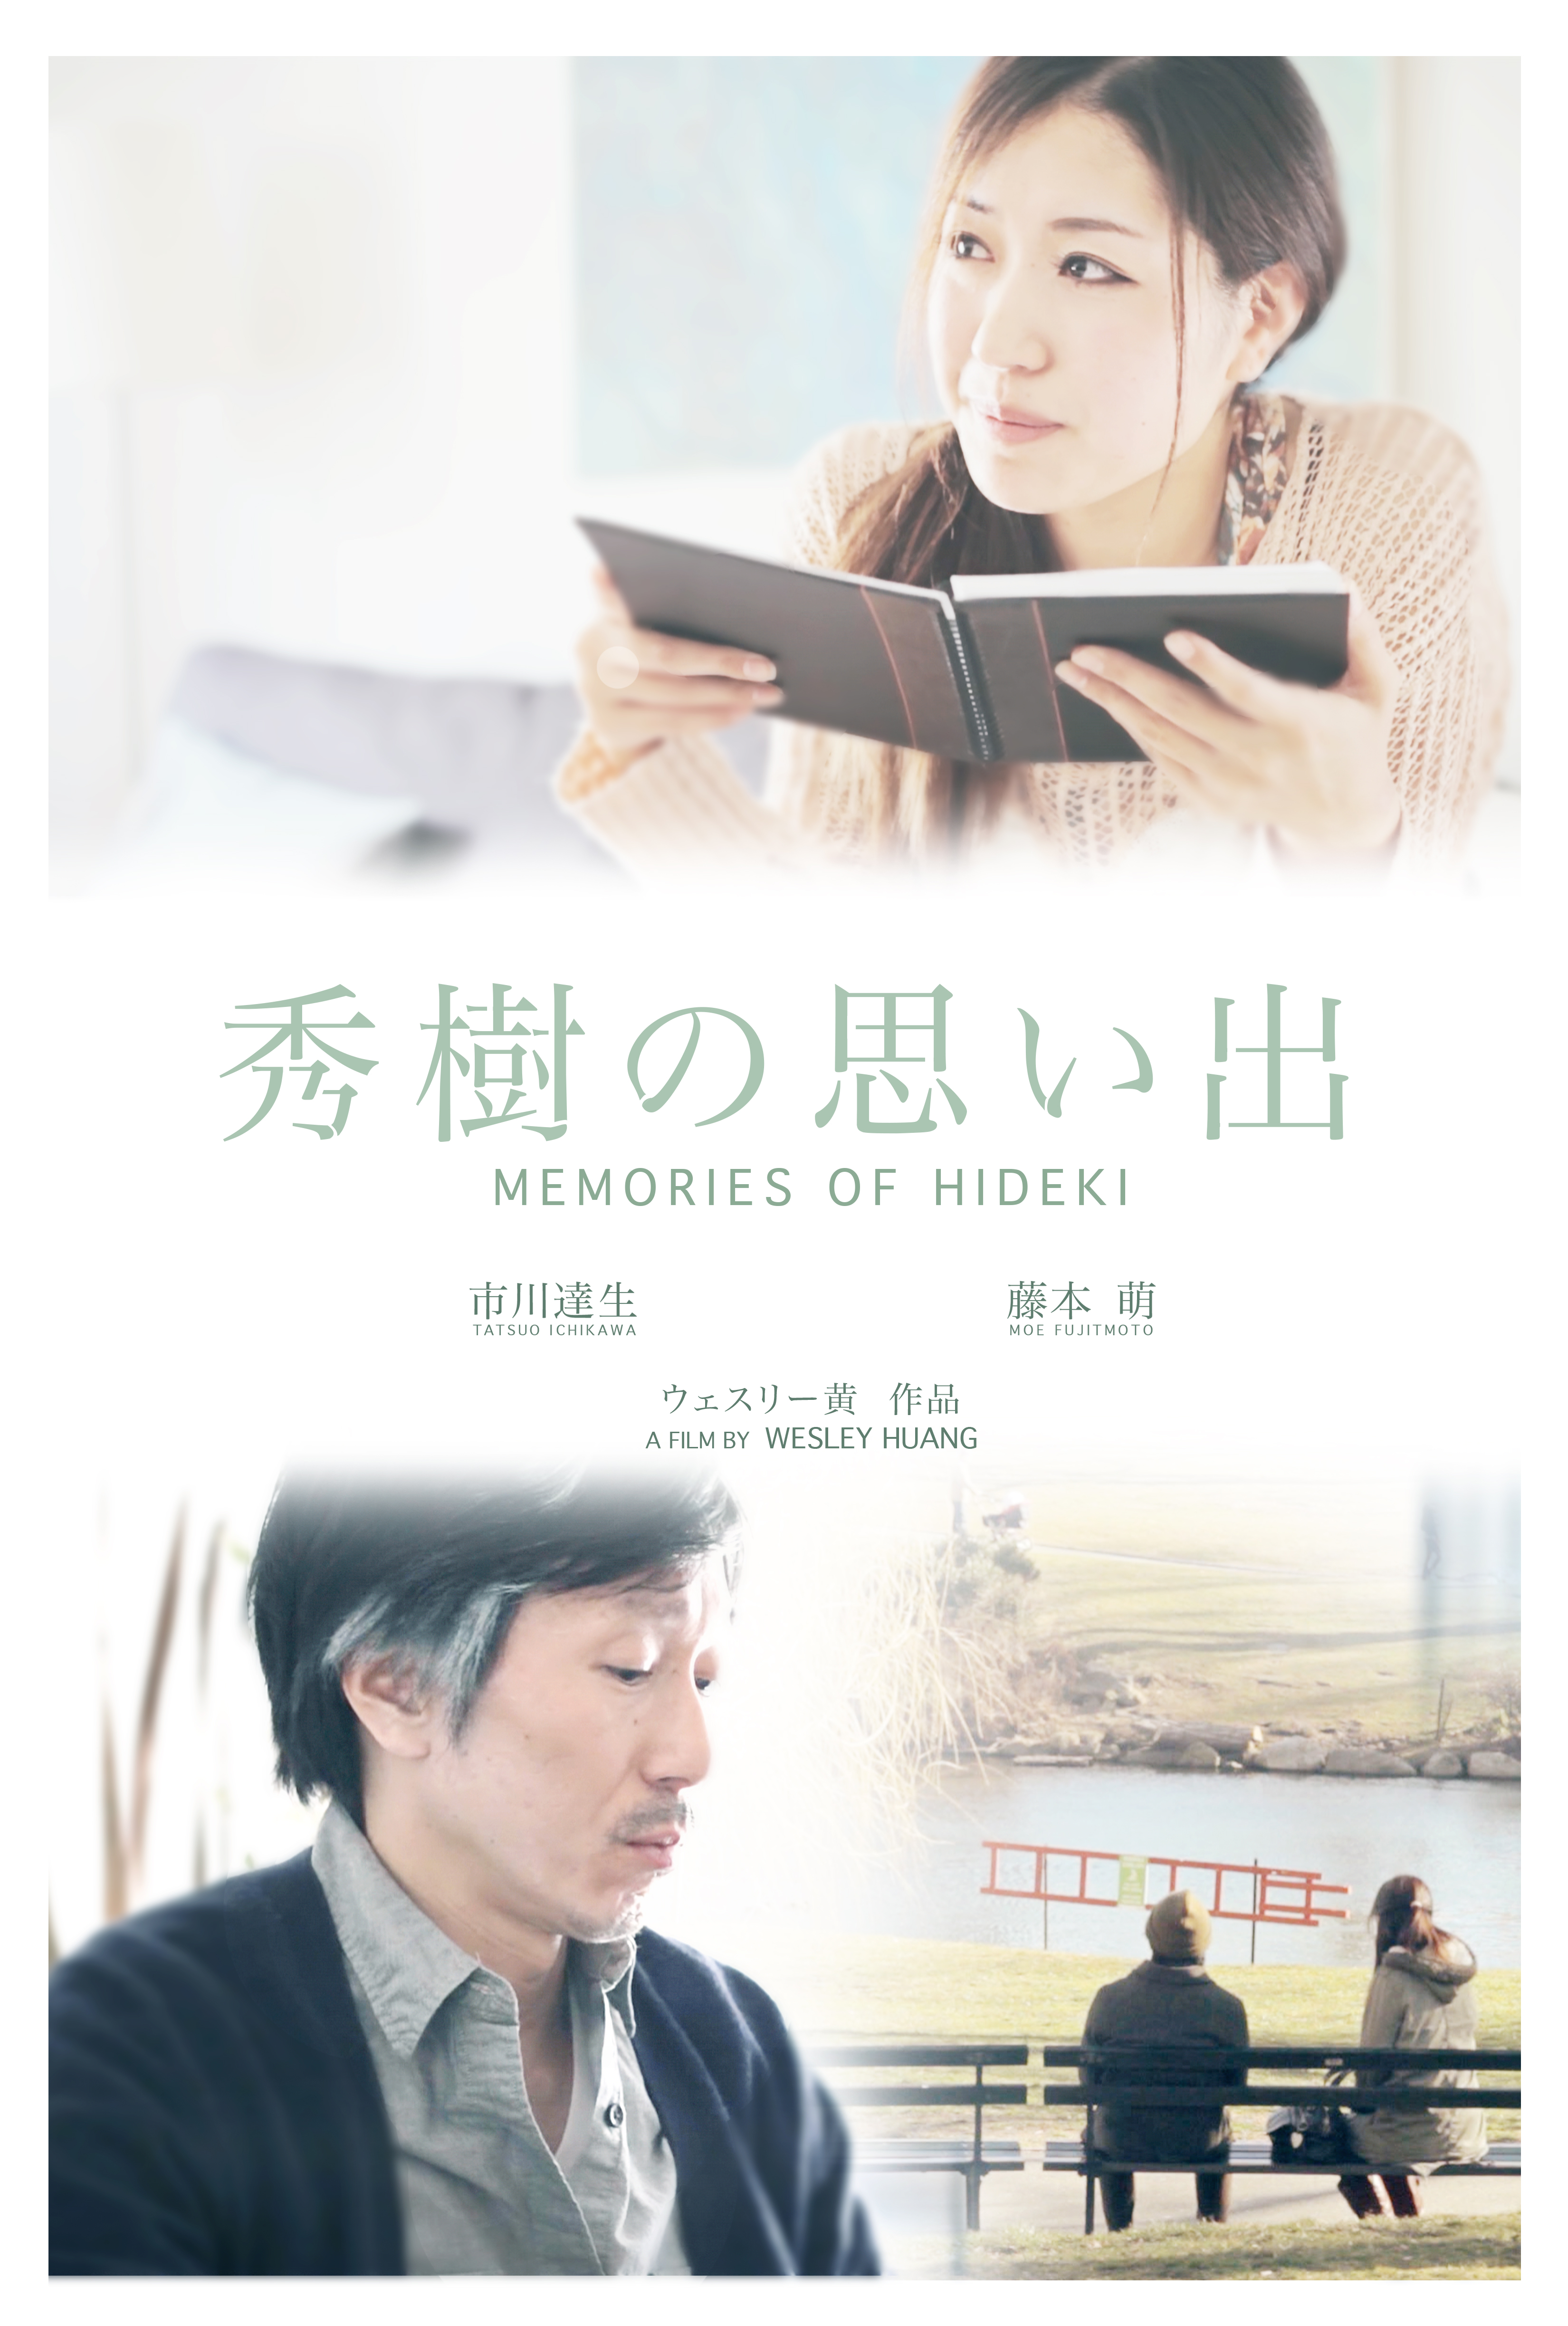 秀樹の思い出
MEMORIES OF HIDEKI
市川達生
TATSUO ICHIKAWA
藤本 萌
MOE FUJITMOTO
ウェスリー黄 作品
A FILM BY WESLEY HUANG